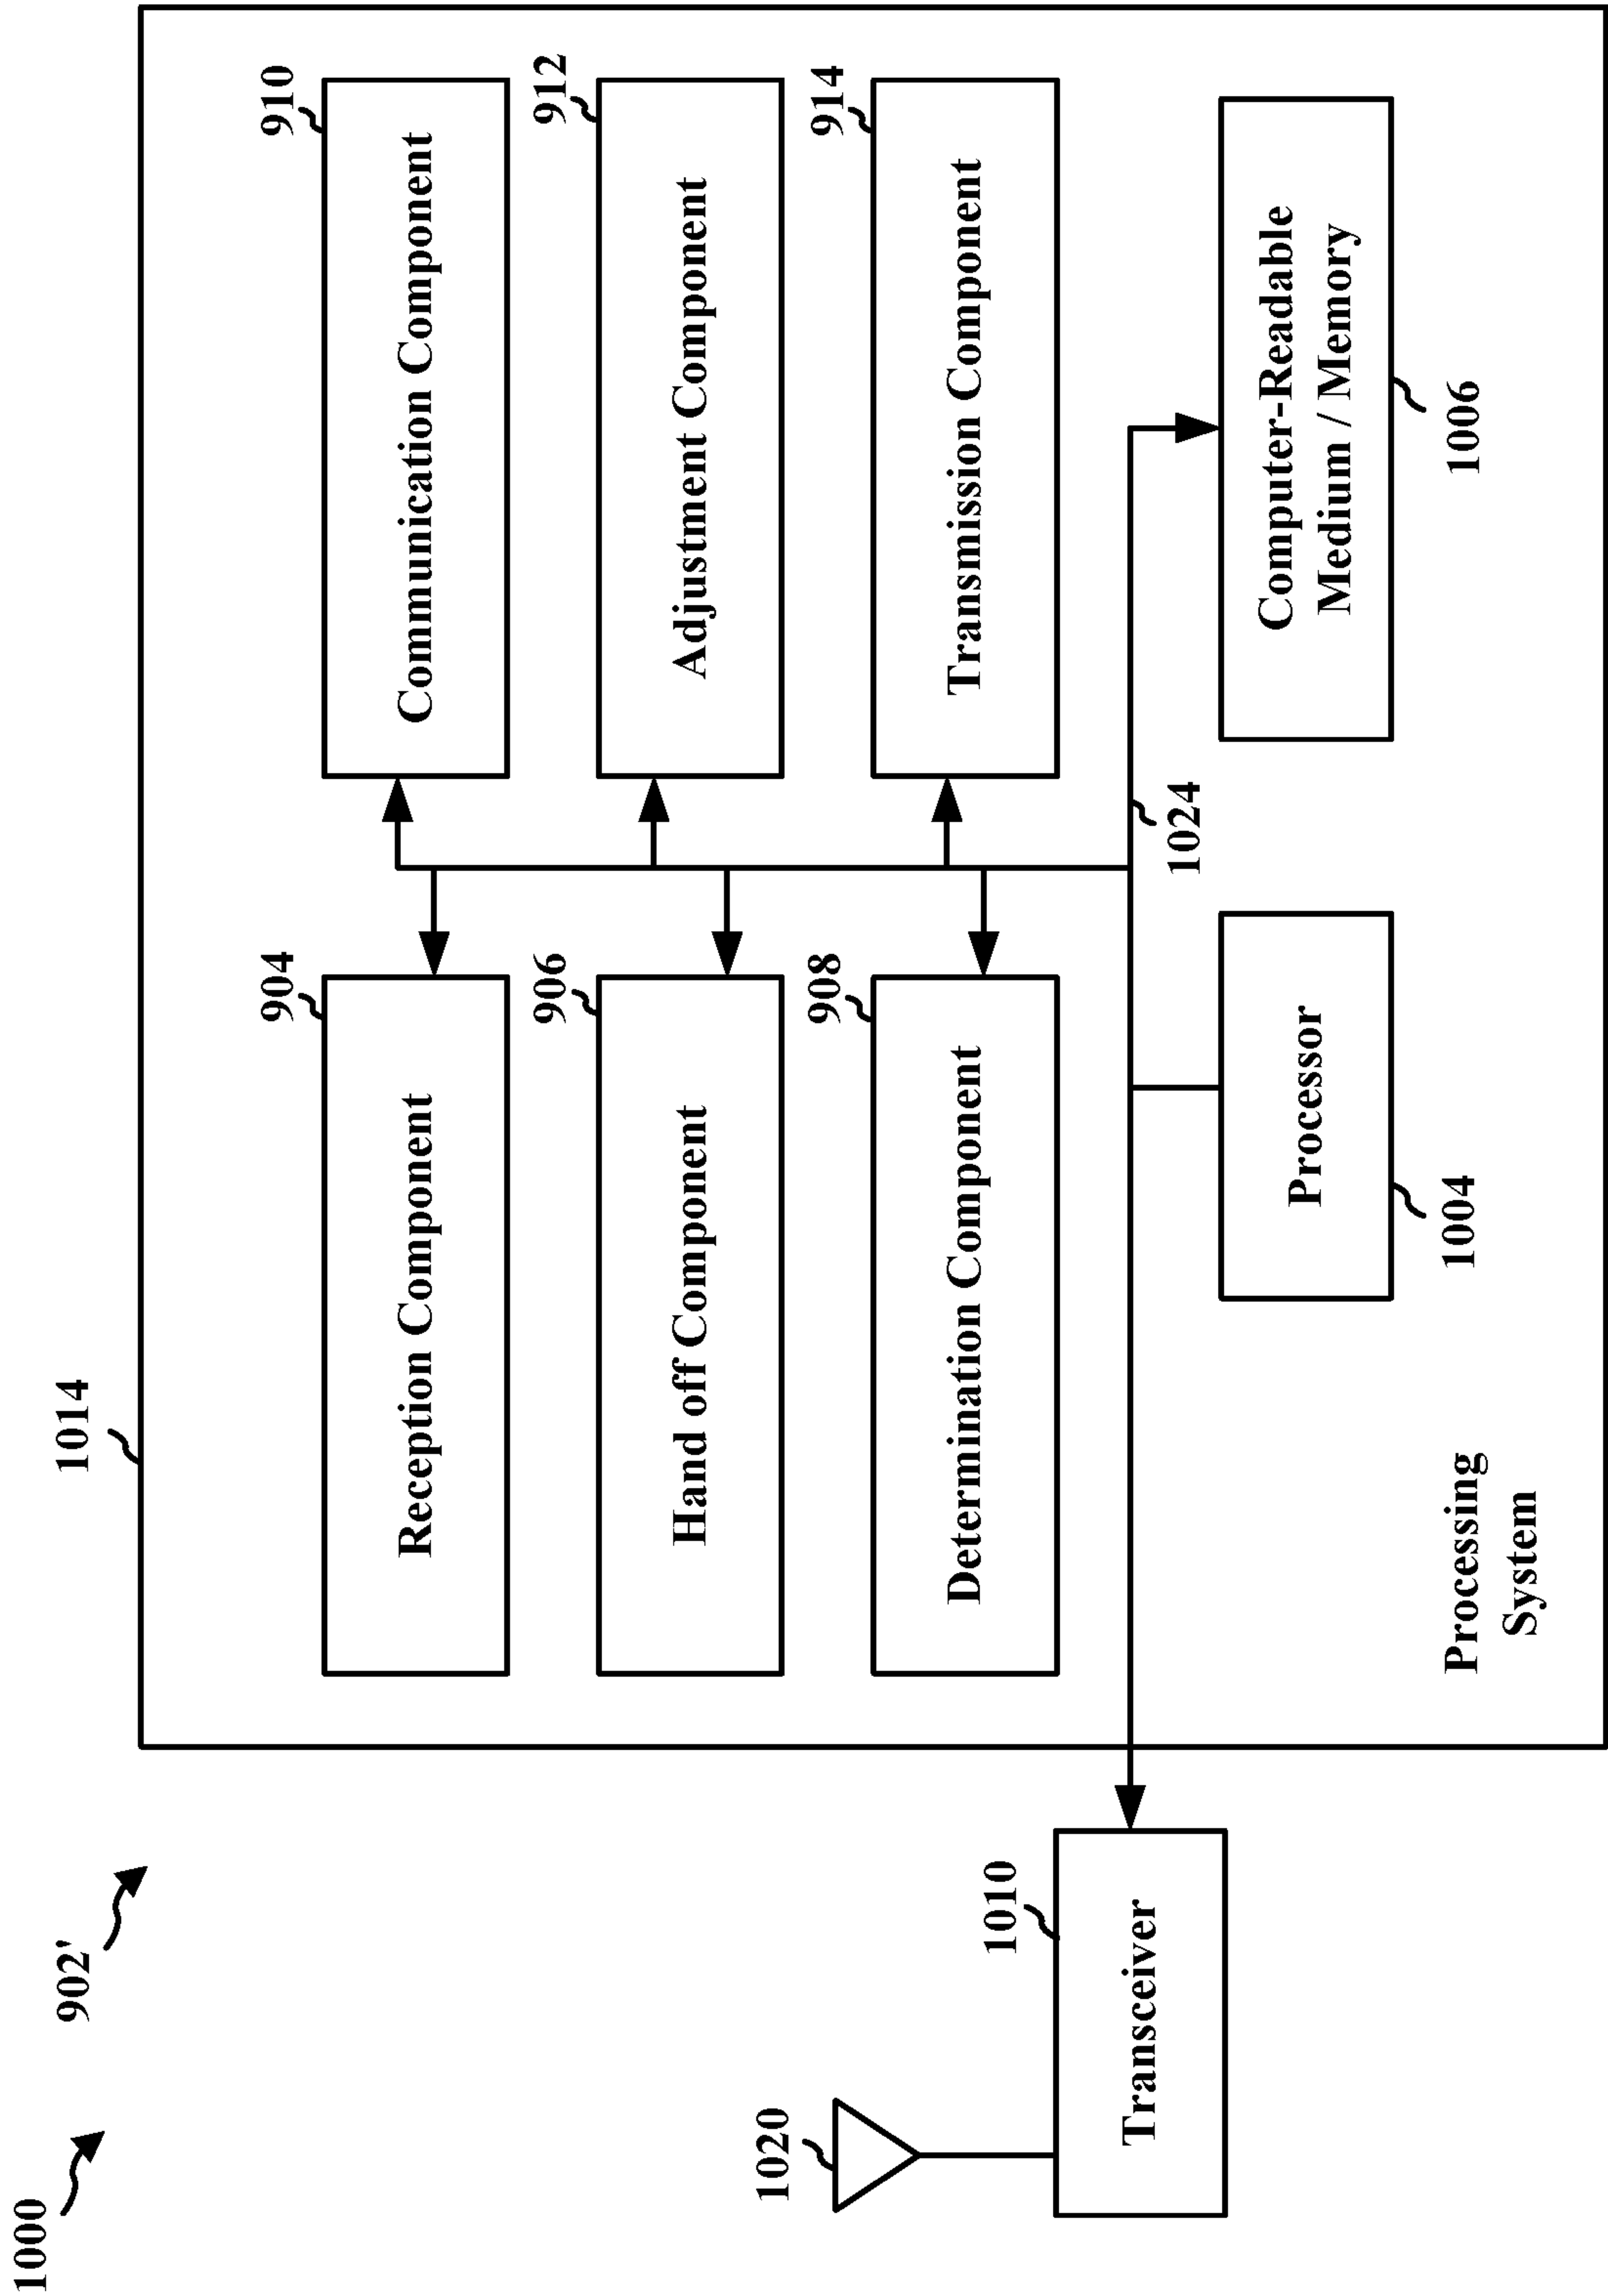 1000
902'
1014
904
Reception Component
910
Communication Component
906
Hand off Component
912
Adjustment Component
908
Determination Component
914
Transmission Component
1020
1010
Transceiver
1024
Processor
1004
Computer-Readable
Medium / Memory
1006
Processing
System